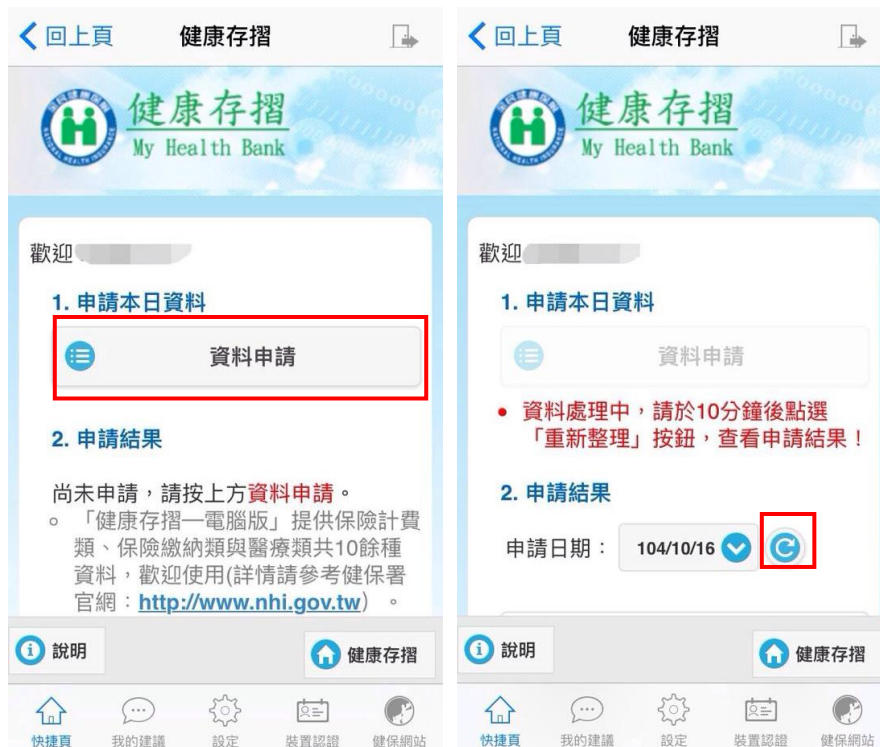 回上頁
健康存摺
健康存摺
My Health Bank
歡迎
1. 申請本日資料
資料申請
2. 申請結果
尚未申請，請按上方資料申請。
。「健康存摺—電腦版」提供保險計費
類、保險繳納類與醫療類共10餘種
資料，歡迎使用(詳情請參考健保署
官網：http://www.nhi.gov.tw) 。
說明
健康存摺
快捷頁
我的建議
設定
裝置認證
健保網站
回上頁
健康存摺
健康存摺
My Health Bank
歡迎
1. 申請本日資料
資料申請
• 資料處理中，請於10分鐘後點選
「重新整理」按鈕，查看申請結果！
2. 申請結果
申請日期： 104/10/16
說明
健康存摺
快捷頁
我的建議
設定
裝置認證
健保網站